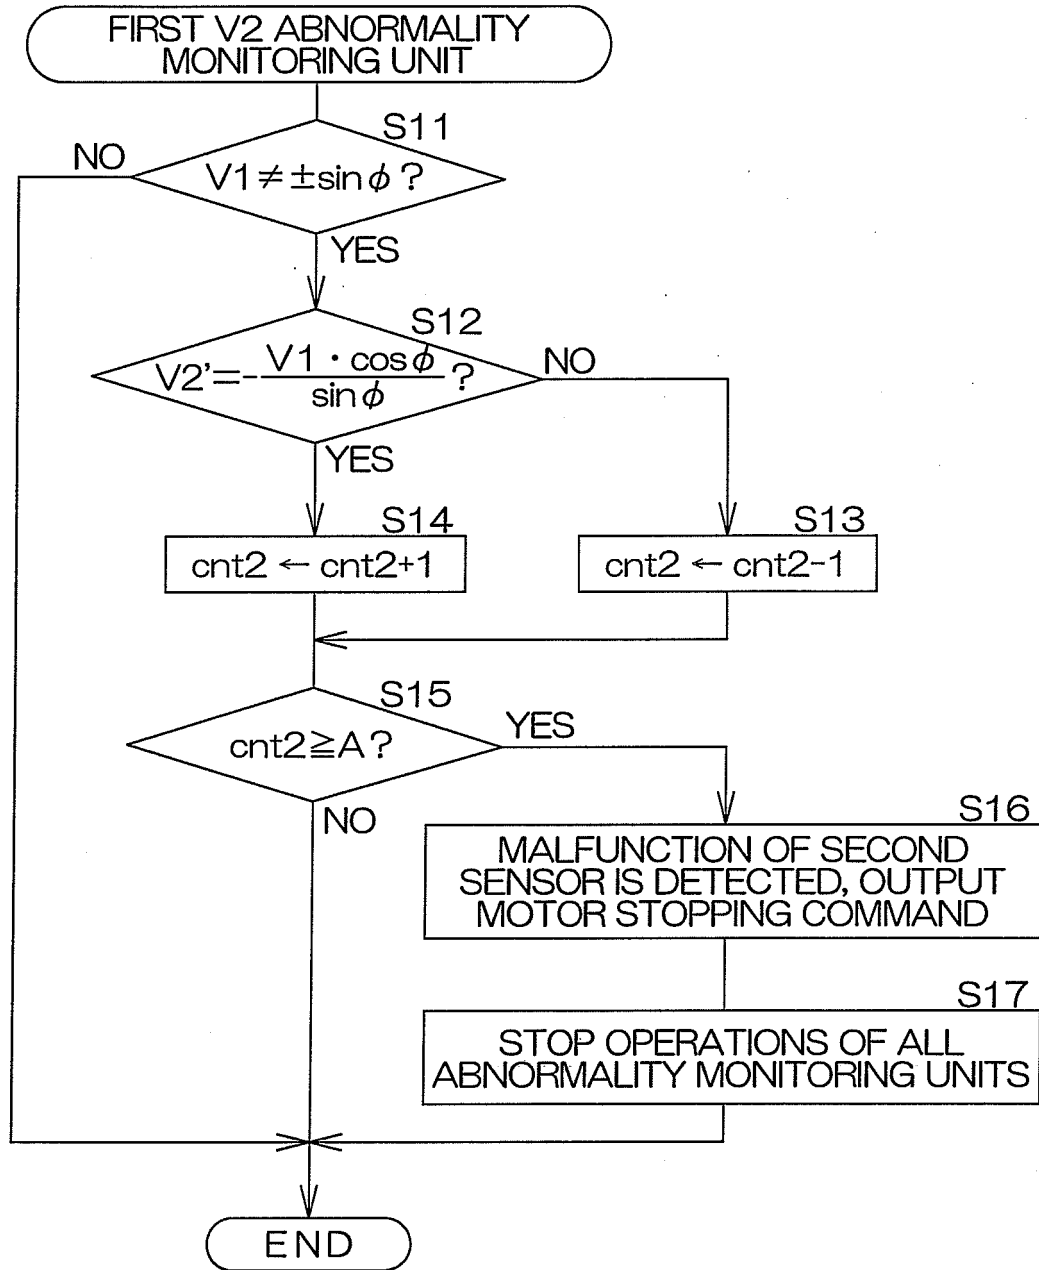 FIRST V2 ABNORMALITY
MONITORING UNIT
S11
NO
V1≠±sinϕ?
YES
S12
V2'=-V1・cosϕ/sinϕ?
NO
YES
S14
cnt2 ← cnt2+1
S13
cnt2 ← cnt2-1
S15
cnt2≧A?
YES
NO
S16
MALFUNCTION OF SECOND
SENSOR IS DETECTED, OUTPUT
MOTOR STOPPING COMMAND
S17
STOP OPERATIONS OF ALL
ABNORMALITY MONITORING UNITS
END